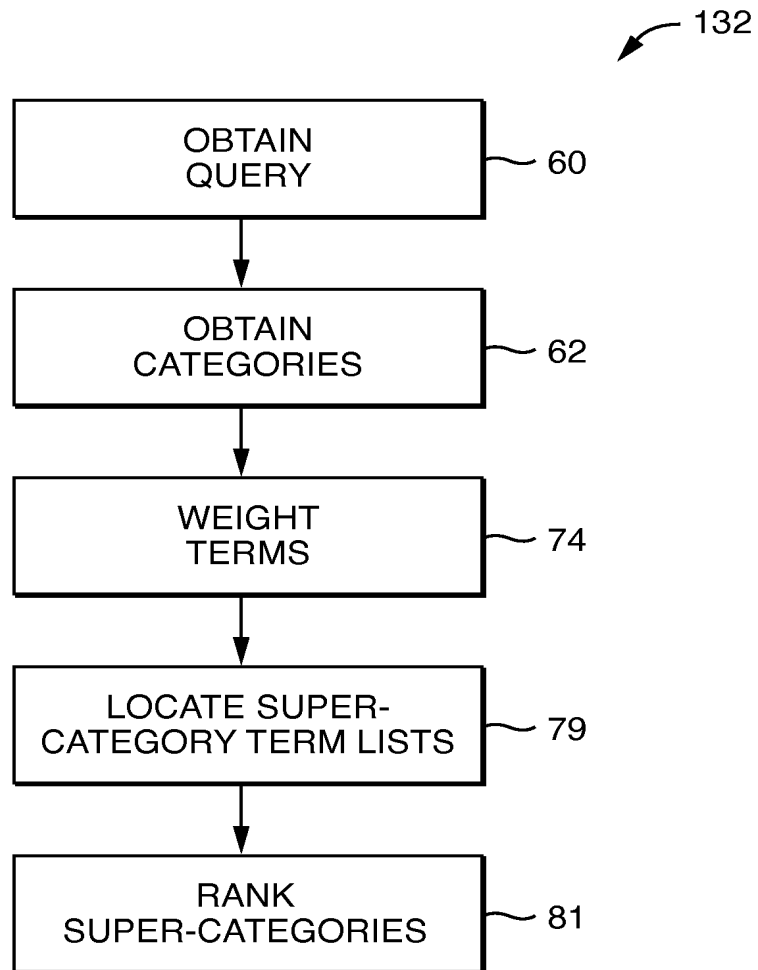 132
OBTAIN
QUERY
60
OBTAIN
CATEGORIES
62
WEIGHT
TERMS
74
LOCATE SUPER-
CATEGORY TERM LISTS
79
RANK
SUPER-CATEGORIES
81